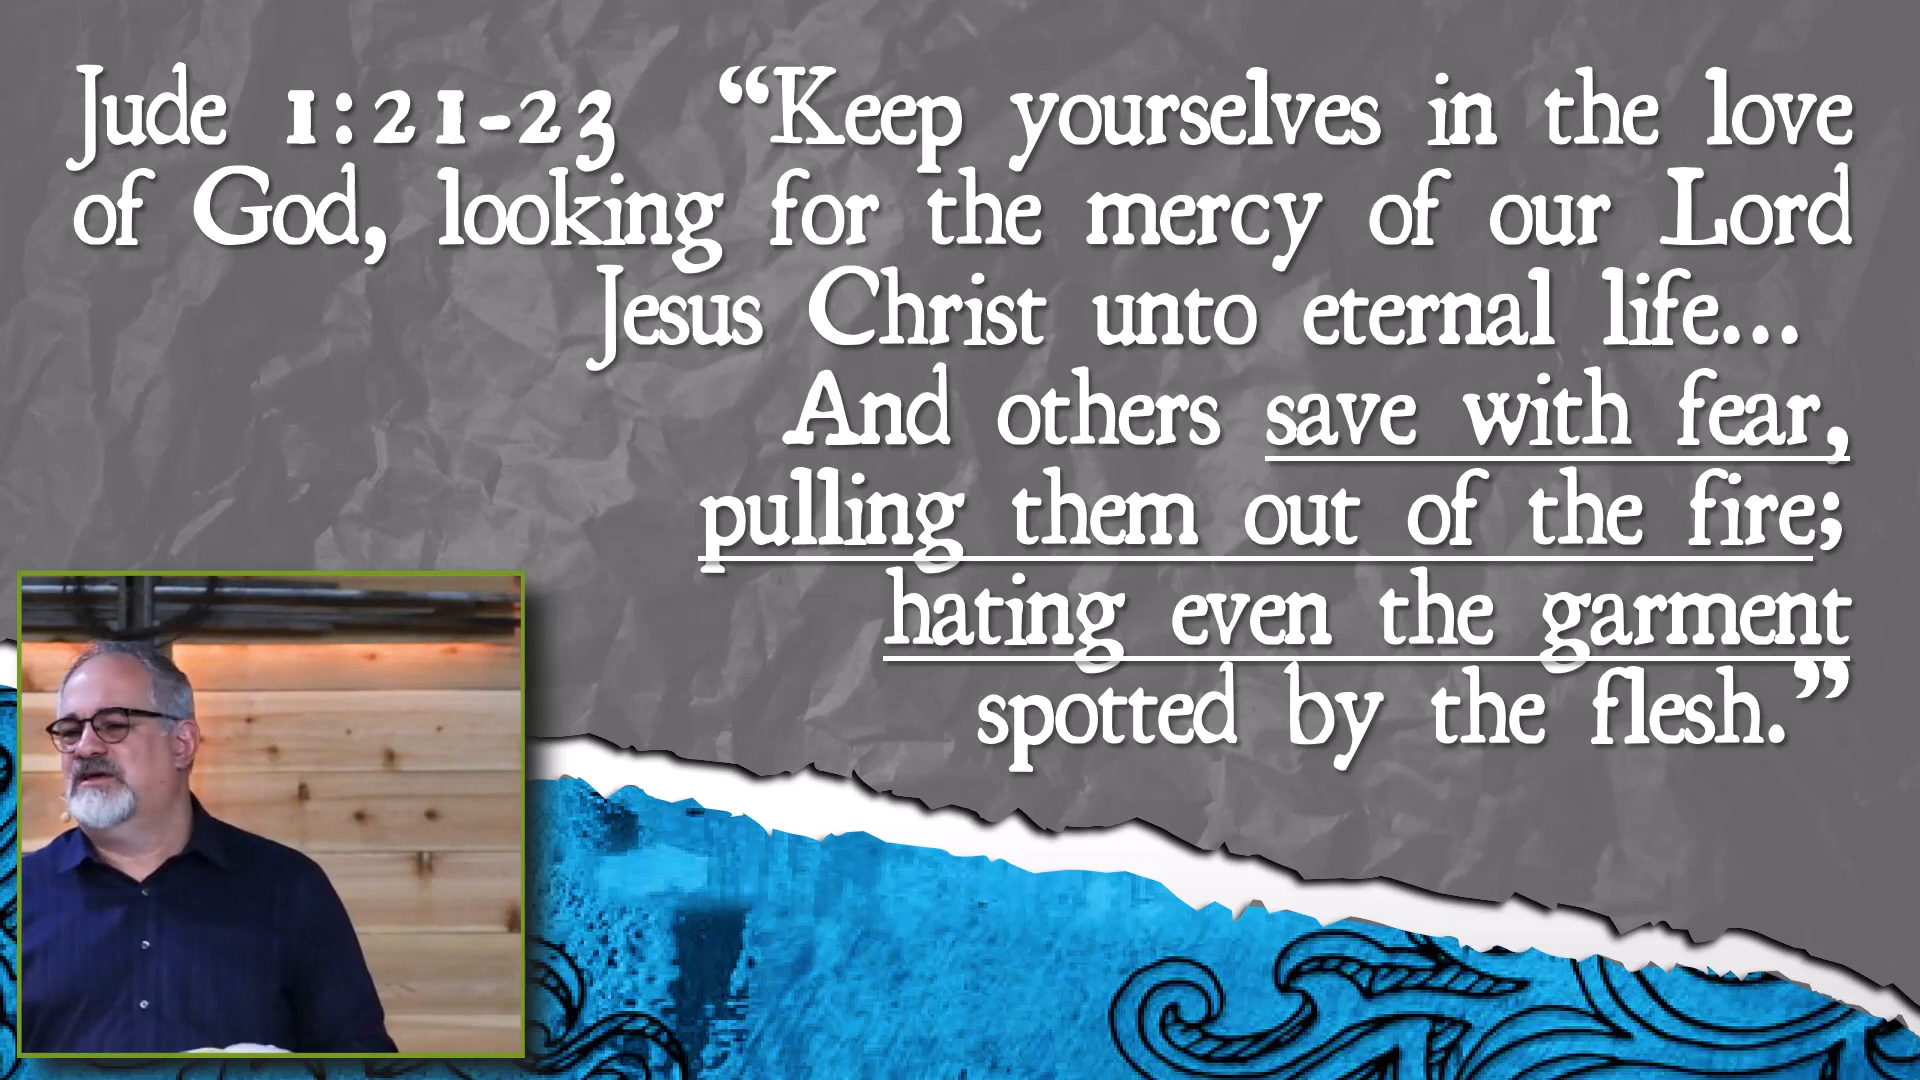 Jude 1:21-23 “Keep yourselves in the love
of God, looking for the mercy of our Lord
Jesus Christ unto eternal life...
And others save with fear,
pulling them out of the fire;
hating even the garment
spotted by the flesh.”